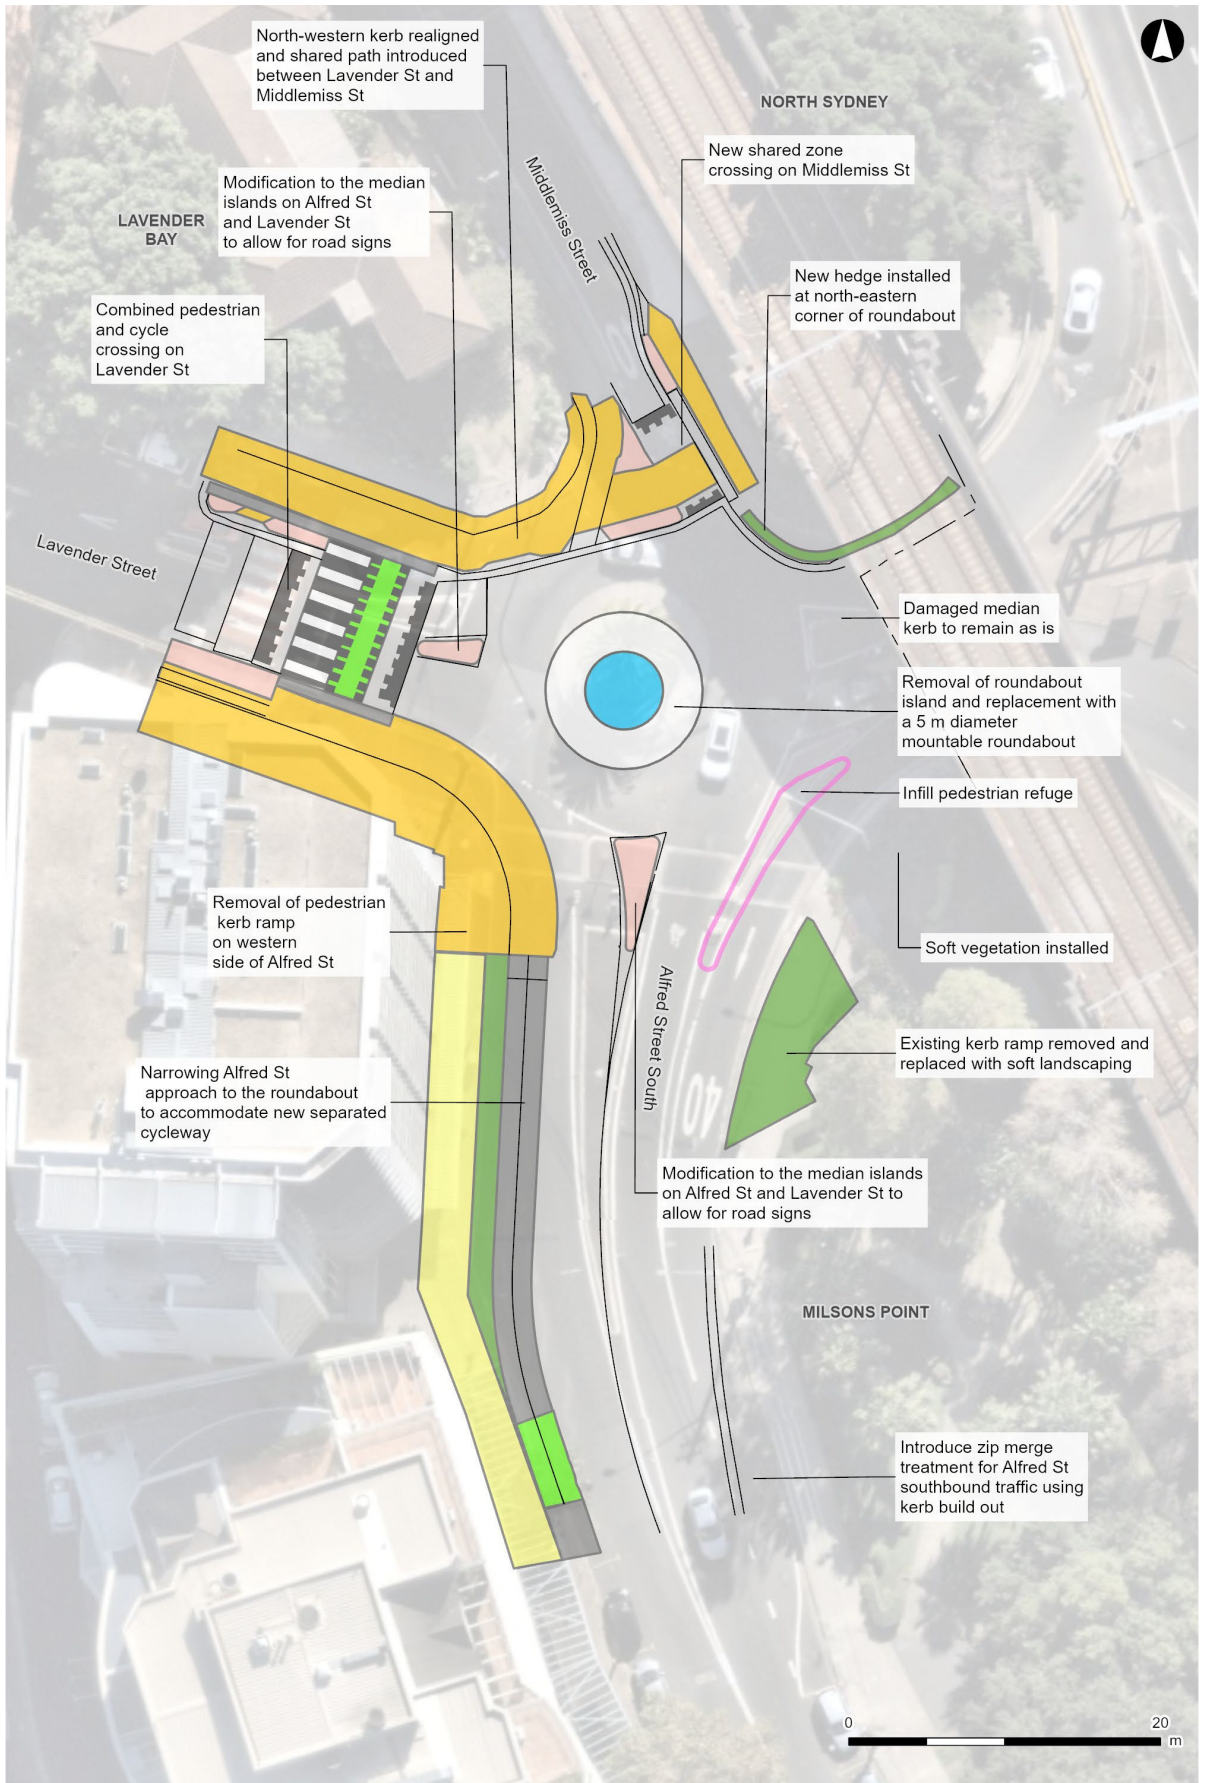 North-western kerb realigned
and shared path introduced
between Lavender St and
Middlemiss St
NORTH SYDNEY
New shared zone
crossing on Middlemiss St
Middlemiss Street
Modification to the median
islands on Alfred St
and Lavender St
to allow for road signs
LAVENDER
BAY
New hedge installed
at north-eastern
corner of roundabout
Combined pedestrian
and cycle
crossing on
Lavender St
Lavender Street
Damaged median
kerb to remain as is
Removal of roundabout
island and replacement with
a 5 m diameter
mountable roundabout
Infill pedestrian refuge
Removal of pedestrian
kerb ramp
on western
side of Alfred St
Soft vegetation installed
Alfred Street South
Existing kerb ramp removed and
replaced with soft landscaping
Narrowing Alfred St
approach to the roundabout
to accommodate new separated
cycleway
40
Modification to the median islands
on Alfred St and Lavender St to
allow for road signs
MILSONS POINT
Introduce zip merge
treatment for Alfred St
southbound traffic using
kerb build out
0 20
m